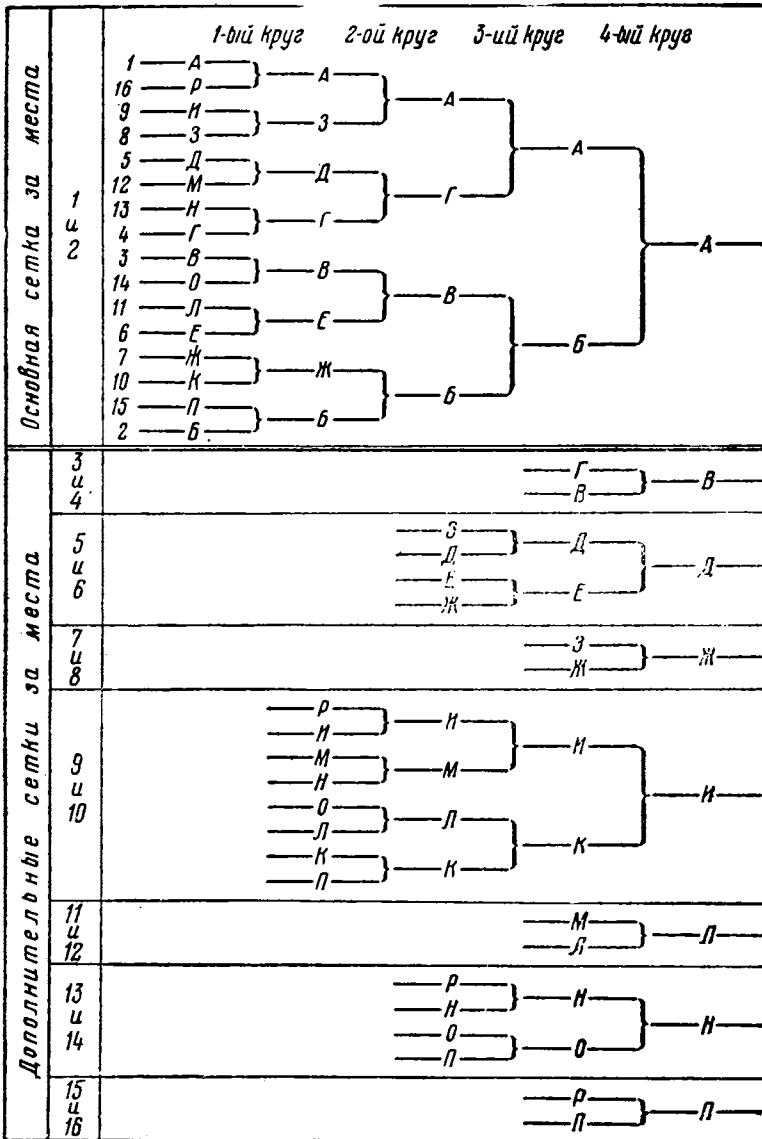 1-ый круг 2-ой круг 3-ий круг 4-ый круг
Основная сетка за места
1 и 2
1 А
16 Р
А
9 И
8 З
З
А
5 Д
12 М
Д
13 Н
4 Г
Г
Г
А
3 В
14 О
В
11 Л
6 Е
Е
В
7 Ж
10 К
Ж
15 П
2 Б
Б
Б
Б
А
Дополнительные сетки за места
3 и 4
Г
В
В
5 и 6
З
Д
Д
Е
Ж
Е
Д
7 и 8
З
Ж
Ж
9 и 10
Р
И
И
М
Н
М
И
О
Л
Л
К
П
К
К
И
11 и 12
М
Л
Л
13 и 14
Р
Н
Н
О
П
О
Н
15 и 16
Р
П
П